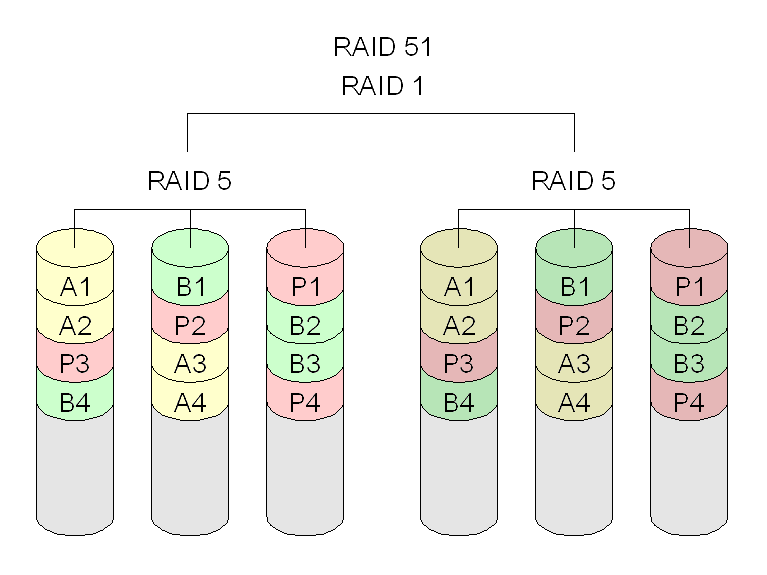 RAID 51
RAID 1
RAID 5 RAID 5
A1 B1 P1 A1 B1 P1
A2 P2 B2 A2 P2 B2
P3 A3 B3 P3 A3 B3
B4 A4 P4 B4 A4 P4